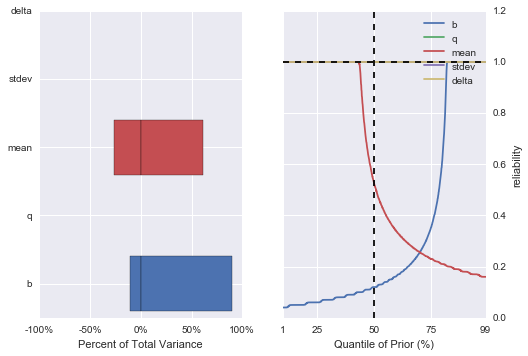 delta
stdev
mean
q
b
-100% -50% 0% 50% 100%
Percent of Total Variance
b
q
mean
stdev
delta
1.2
1.0
0.8
0.6
0.4
0.2
0.0
reliability
1 25 50 75 99
Quantile of Prior (%)